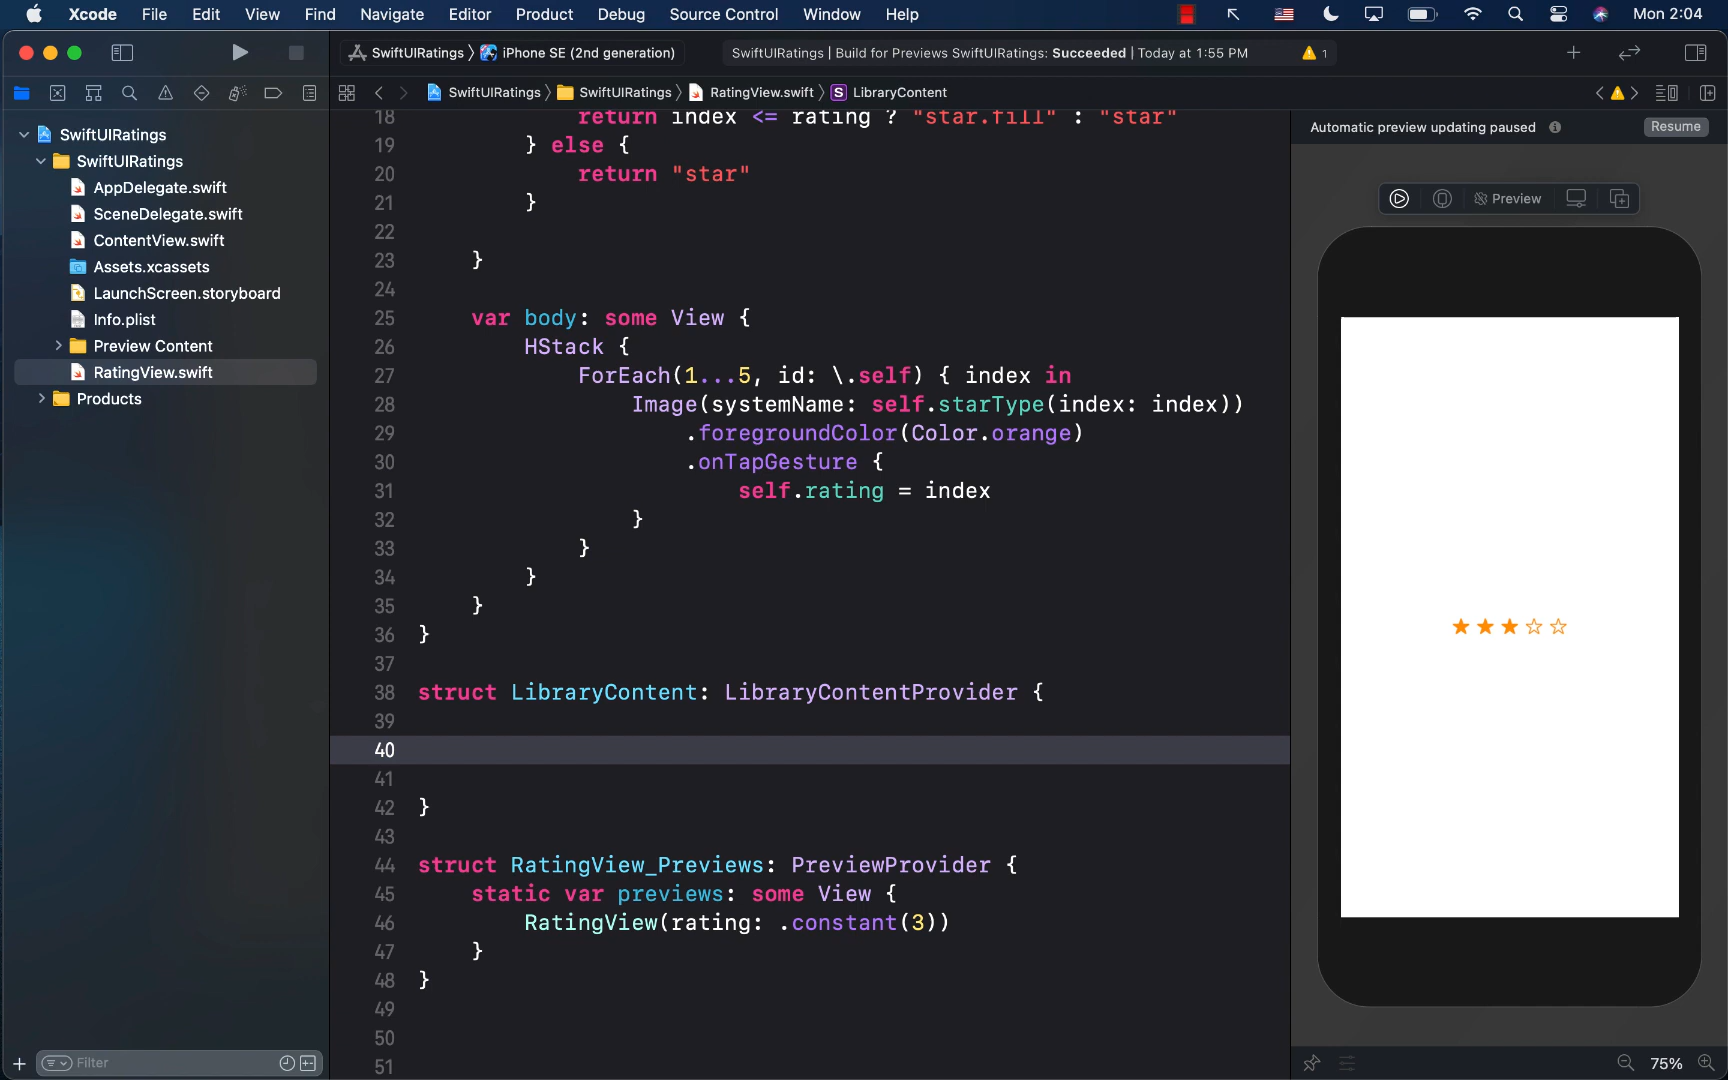 Xcode File Edit View Find Navigate Editor Product Debug Source Control Window Help Mon 2:04
SwiftUIRatings iPhone SE (2nd generation) SwiftUIRatings | Build for Previews SwiftUIRatings: Succeeded | Today at 1:55 PM 1
SwiftUIRatings SwiftUIRatings RatingView.swift S LibraryContent
SwiftUIRatings
SwiftUIRatings
AppDelegate.swift
SceneDelegate.swift
ContentView.swift
Assets.xcassets
LaunchScreen.storyboard
Info.plist
Preview Content
RatingView.swift
Products
Filter
18 return index <= rating ? "star.fill" : "star"
19 } else {
20 return "star"
21 }
22
23 }
24
25 var body: some View {
26 HStack {
27 ForEach(1...5, id: \.self) { index in
28 Image(systemName: self.starType(index: index))
29 .foregroundColor(Color.orange)
30 .onTapGesture {
31 self.rating = index
32 }
33 }
34 }
35 }
36 }
37
38 struct LibraryContent: LibraryContentProvider {
39
40
41
42 }
43
44 struct RatingView_Previews: PreviewProvider {
45 static var previews: some View {
46 RatingView(rating: .constant(3))
47 }
48 }
49
50
51
Automatic preview updating paused Resume
Preview
75%